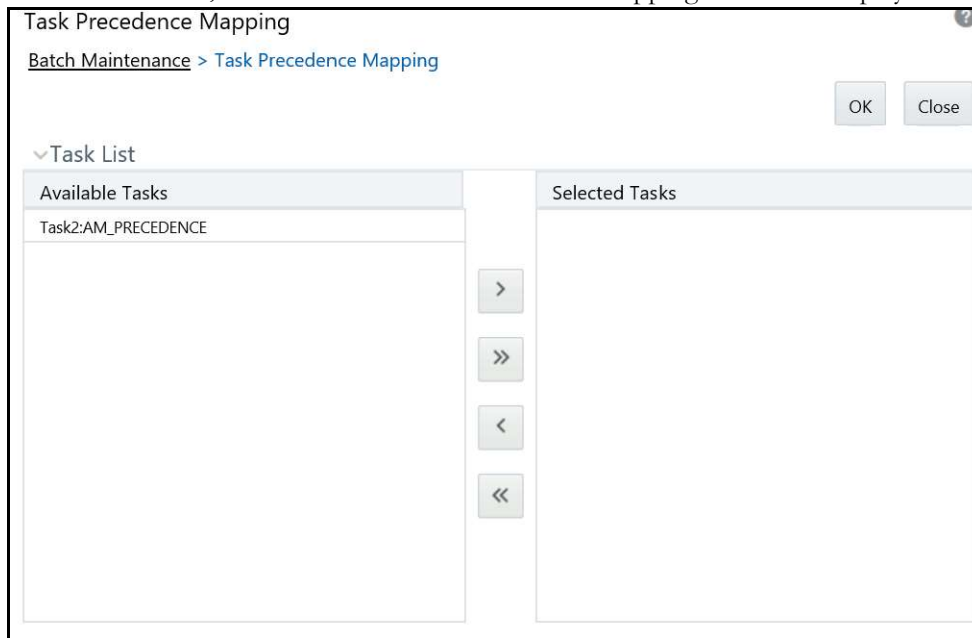 Task Precedence Mapping
Batch Maintenance > Task Precedence Mapping
OK Close
Task List
Available Tasks Selected Tasks
Task2:AM_PRECEDENCE